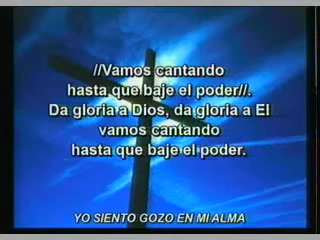 //Vamos cantando
hasta que baje el poder//.
Da gloria a Dios, da gloria a El
vamos cantando
hasta que baje el poder.
YO SIENTO GOZO EN MI ALMA